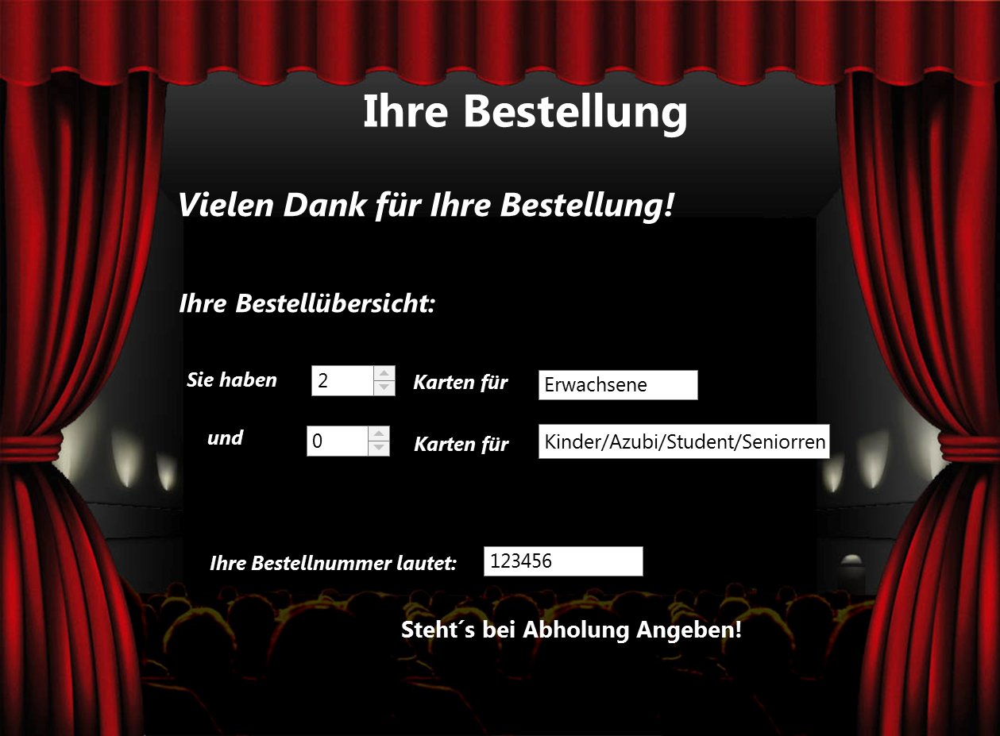 Ihre Bestellung
Vielen Dank für Ihre Bestellung!
Ihre Bestellübersicht:
Sie haben 2 Karten für Erwachsene
und 0 Karten für Kinder/Azubi/Student/Seniorren
Ihre Bestellnummer lautet: 123456
Steht´s bei Abholung Angeben!